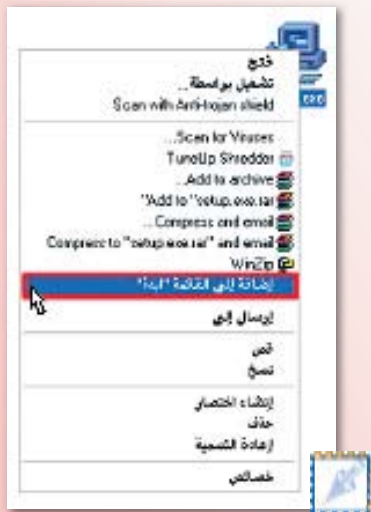 فتح
تشغيل بواسطة...
Scan with Anti-trojan shield
Scan for Viruses...
TuneUp Shredder
Add to archive...
Add to "setup.exe.rar"
Compress and email...
Compress to "setup.exe.rar" and email
WinZip
إضافة إلى القائمة "ابدأ"
إرسال إلى
قص
نسخ
إنشاء اختصار
حذف
إعادة التسمية
خصائص